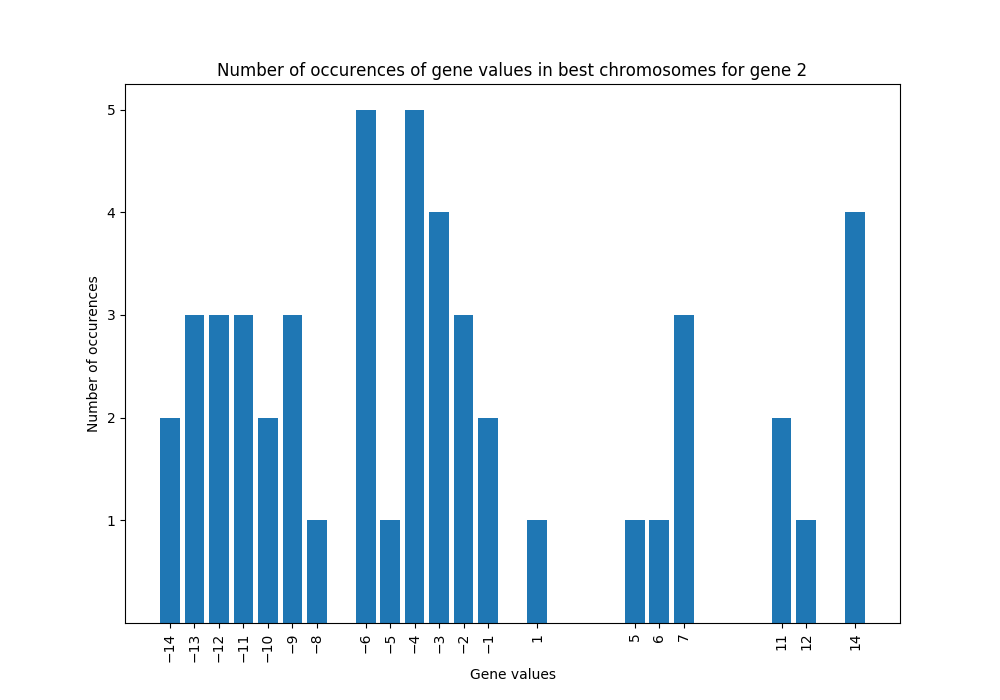 Number of occurences of gene values in best chromosomes for gene 2
Number of occurences
5
4
3
2
1
−14 −13 −12 −11 −10 −9 −8 −6 −5 −4 −3 −2 −1 1 5 6 7 11 12 14
Gene values